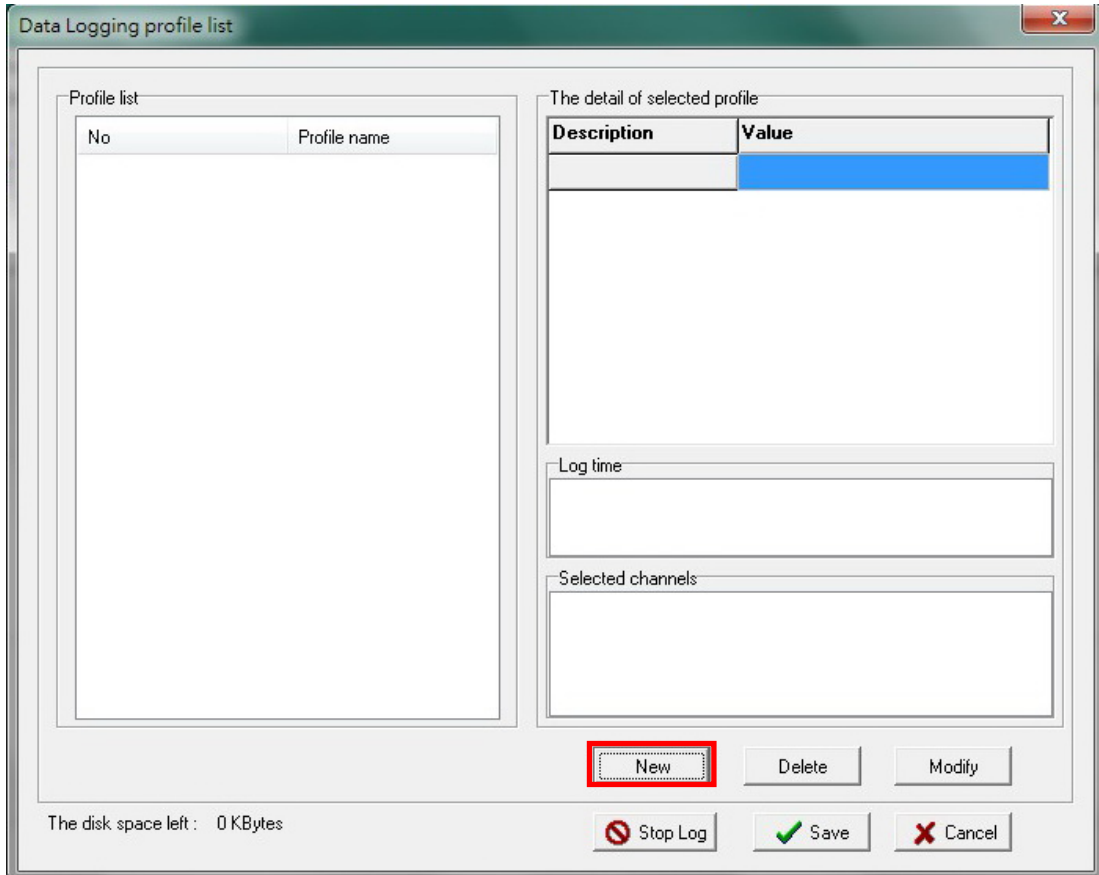 Data Logging profile list
Profile list
No Profile name
The detail of selected profile
Description Value
Log time
Selected channels
New Delete Modify
The disk space left : 0 KBytes
Stop Log Save Cancel